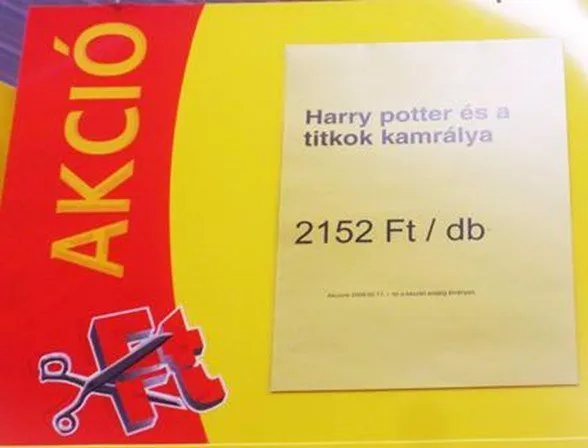 AKCIÓ
Harry potter és a
titkok kamrálya
2152 Ft / db
Ft